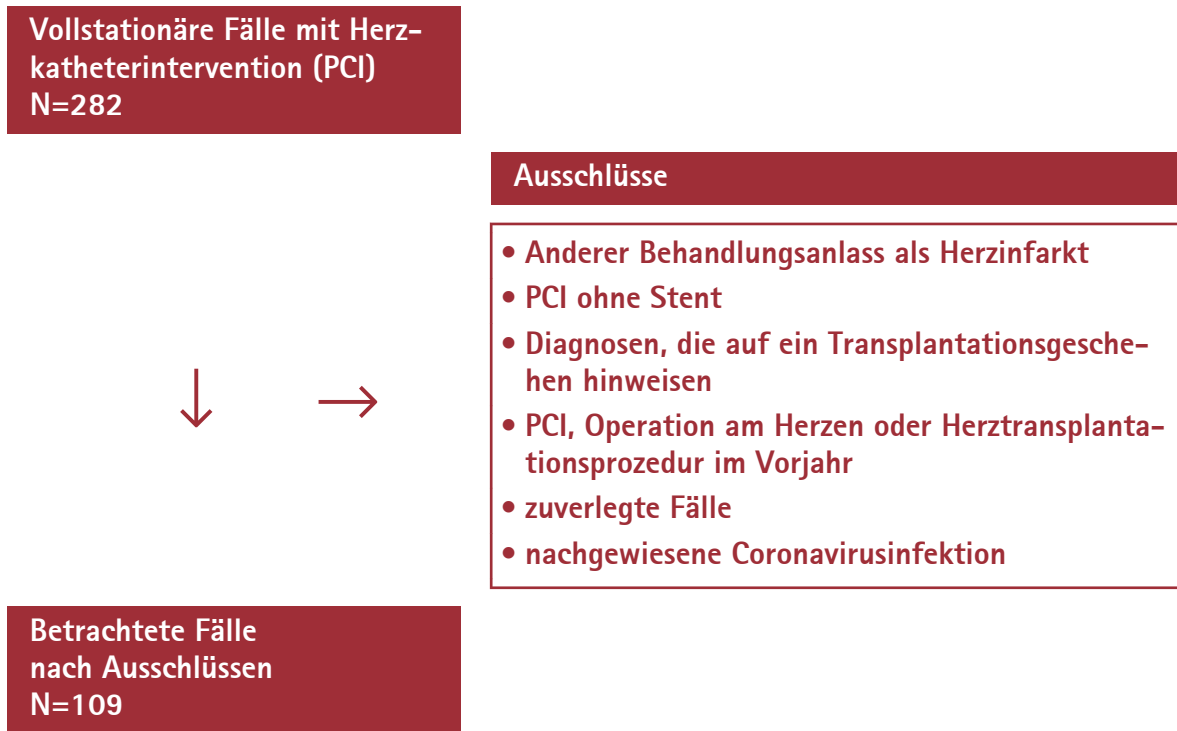 Vollstationäre Fälle mit Herz-
katheterintervention (PCI)
N=282
Ausschlüsse
• Anderer Behandlungsanlass als Herzinfarkt
• PCI ohne Stent
• Diagnosen, die auf ein Transplantationsgesche-
hen hinweisen
• PCI, Operation am Herzen oder Herztransplanta-
tionsprozedur im Vorjahr
• zuverlegte Fälle
• nachgewiesene Coronavirusinfektion
Betrachtete Fälle
nach Ausschlüssen
N=109